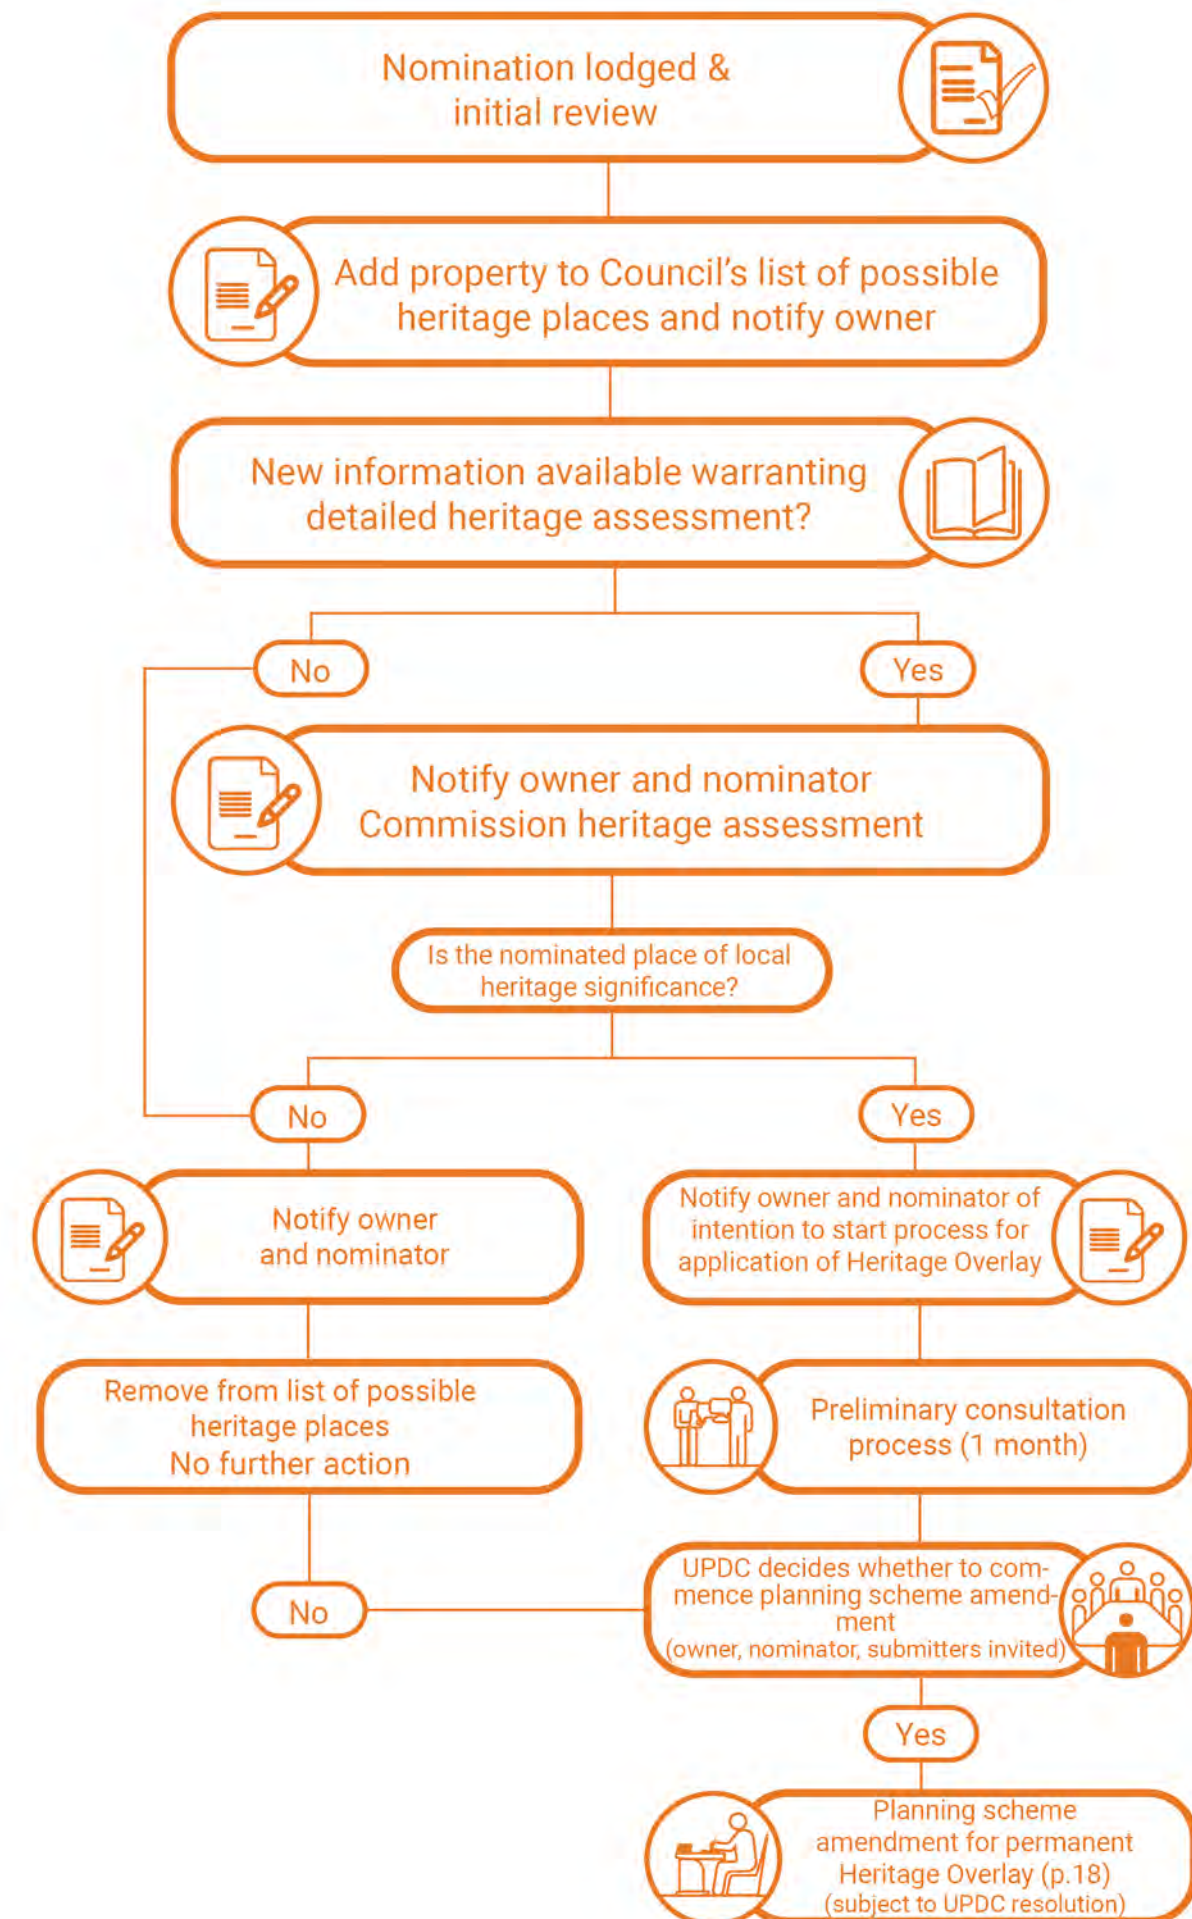 Nomination lodged &
initial review
Add property to Council's list of possible
heritage places and notify owner
New information available warranting
detailed heritage assessment?
No
Yes
Notify owner and nominator
Commission heritage assessment
Is the nominated place of local
heritage significance?
No
Yes
Notify owner
and nominator
Notify owner and nominator of
intention to start process for
application of Heritage Overlay
Remove from list of possible
heritage places
No further action
Preliminary consultation
process (1 month)
UPDC decides whether to com-
mence planning scheme amend-
ment
(owner, nominator, submitters invited)
No
Yes
Planning scheme
amendment for permanent
Heritage Overlay (p.18)
(subject to UPDC resolution)